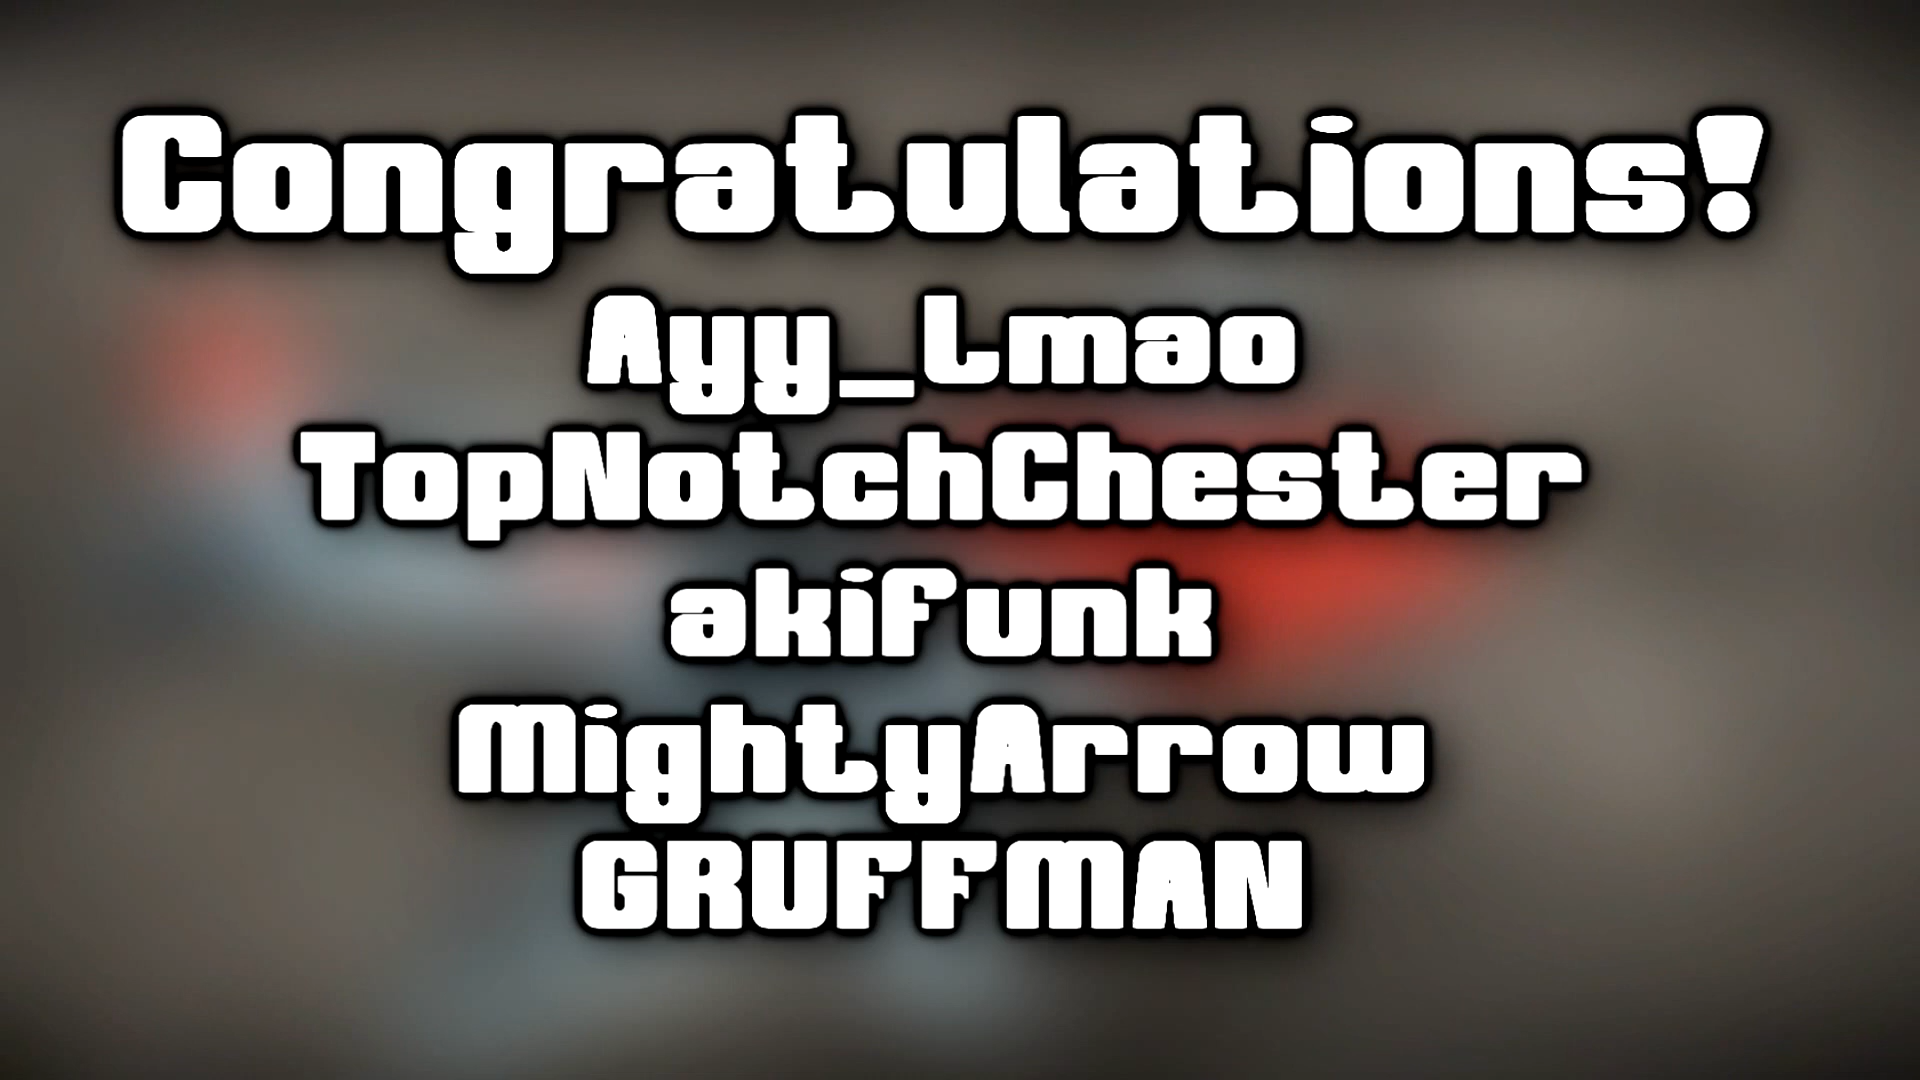 Congratulations!
Ayy_Lmao
TopNotchChester
akifunk
MightyArrow
GRUFFMAN